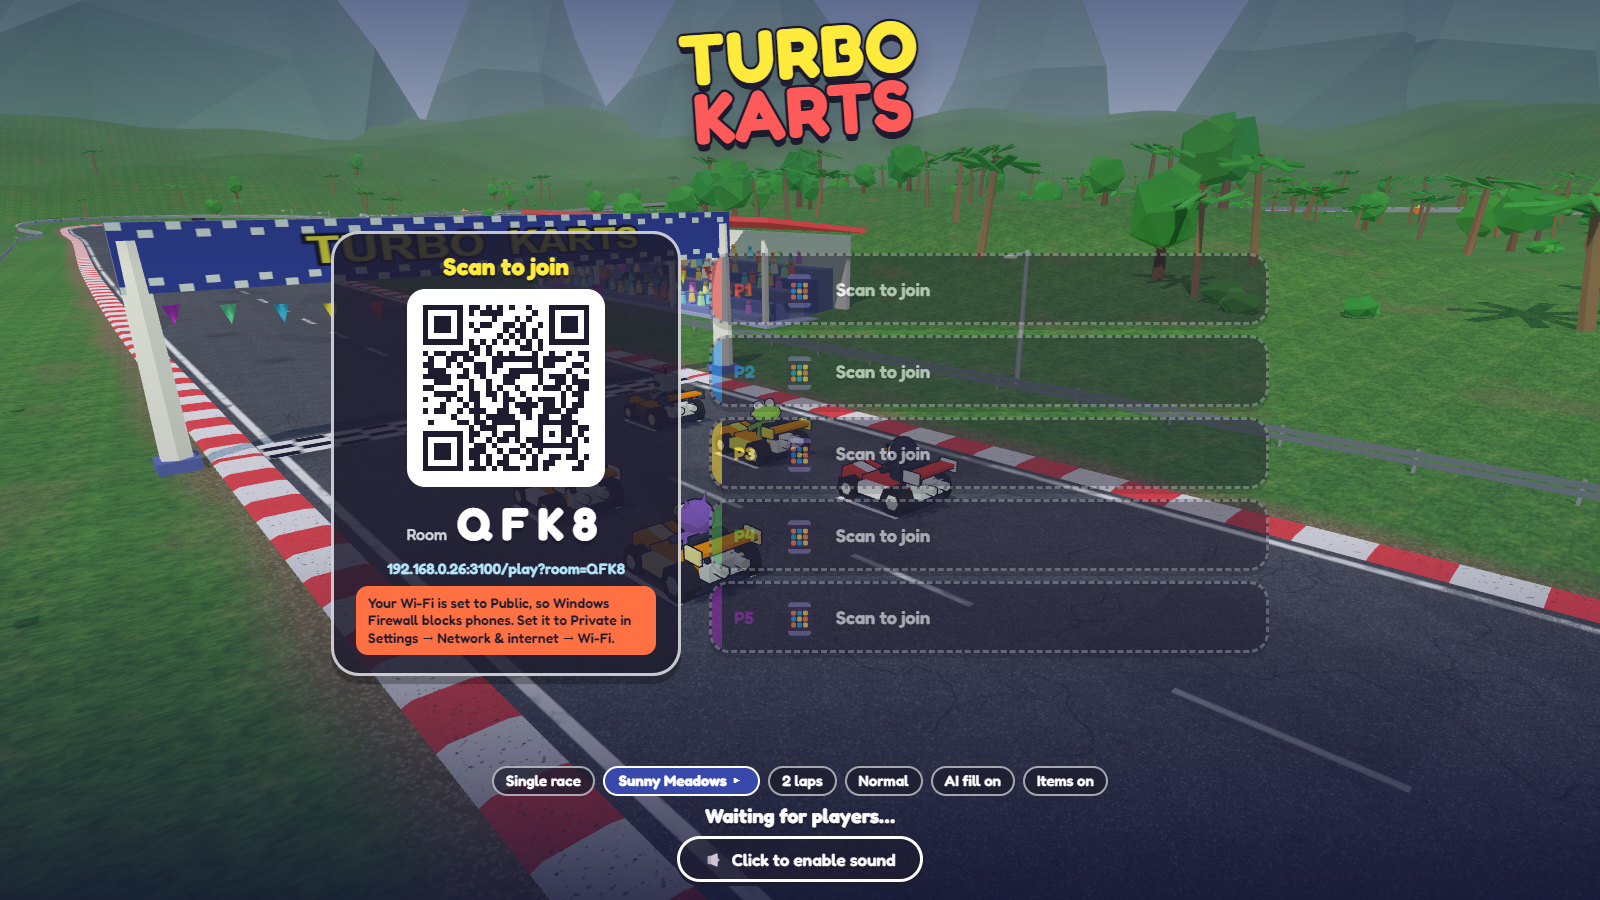 TURBO
KARTS
TURBO KARTS
Scan to join
Room QFK8
192.168.0.26:3100/play?room=QFK8
Your Wi-Fi is set to Public, so Windows
Firewall blocks phones. Set it to Private in
Settings → Network & internet → Wi-Fi.
P1 Scan to join
P2 Scan to join
P3 Scan to join
P4 Scan to join
P5 Scan to join
Single race
Sunny Meadows ▸
2 laps
Normal
AI fill on
Items on
Waiting for players...
Click to enable sound